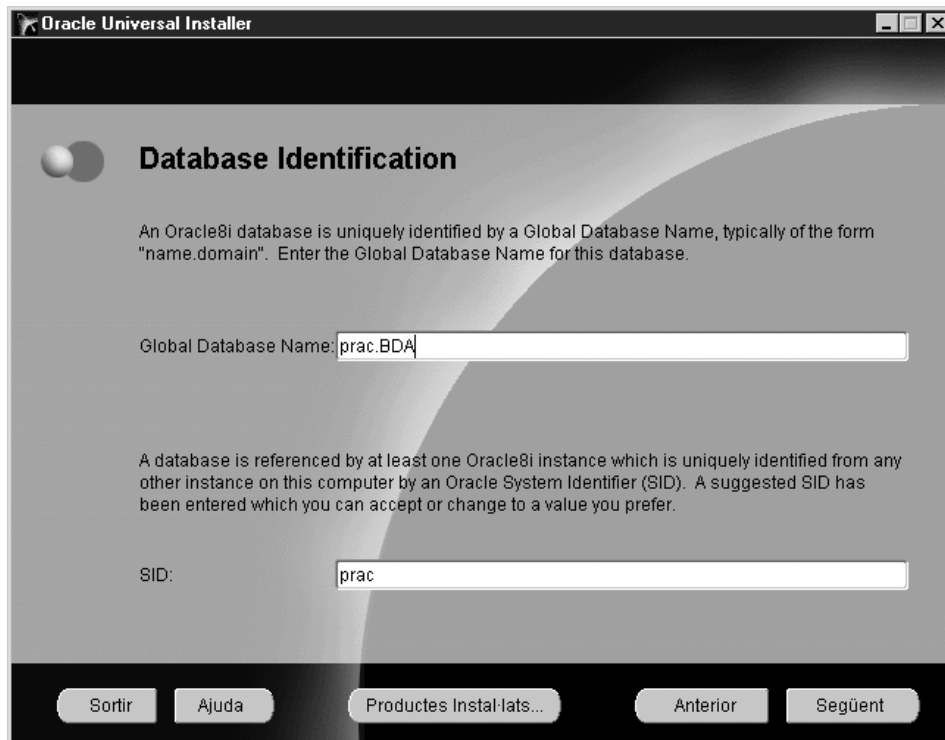 Oracle Universal Installer
Database Identification
An Oracle8i database is uniquely identified by a Global Database Name, typically of the form
"name.domain". Enter the Global Database Name for this database.
Global Database Name: prac.BDA
A database is referenced by at least one Oracle8i instance which is uniquely identified from any
other instance on this computer by an Oracle System Identifier (SID). A suggested SID has
been entered which you can accept or change to a value you prefer.
SID: prac
Sortir Ajuda Productes Instal·lats... Anterior Següent